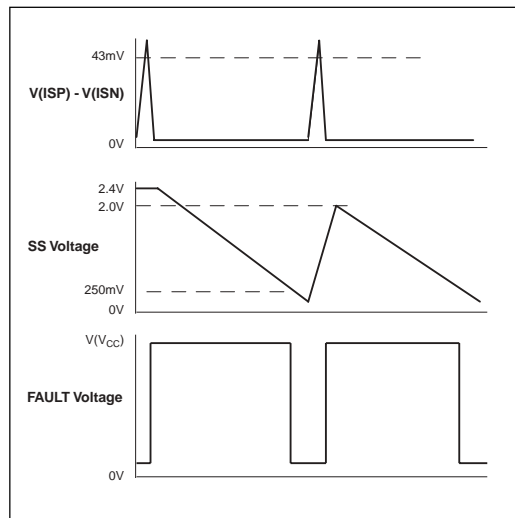 43mV
V(ISP) - V(ISN)
0V
2.4V
2.0V
SS Voltage
250mV
0V
V(VCC)
FAULT Voltage
0V